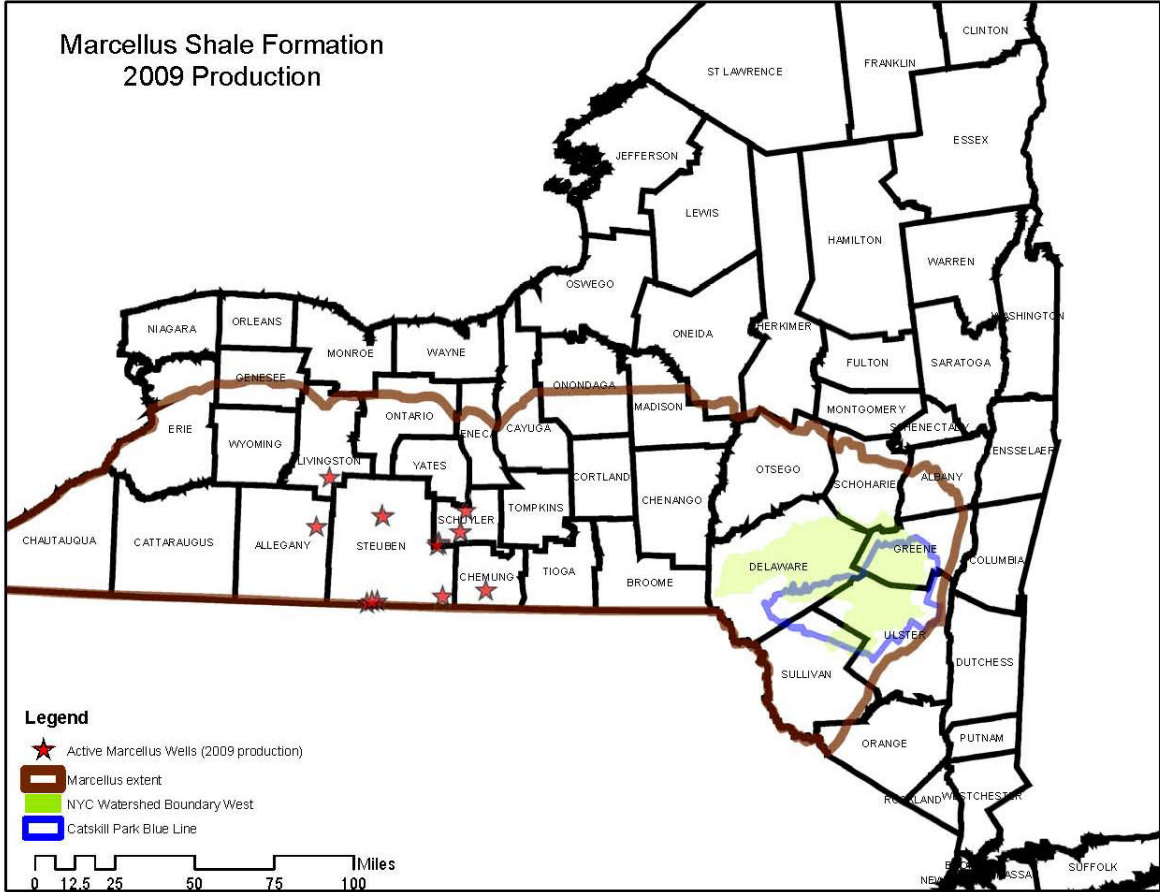 Marcellus Shale Formation
2009 Production
CLINTON
FRANKLIN
ST LAWRENCE
ESSEX
JEFFERSON
LEWIS
HAMILTON
WARREN
OSWEGO
WASHINGTON
ONEIDA
HERKIMER
NIAGARA
ORLEANS
MONROE
WAYNE
FULTON
SARATOGA
GENESEE
ONONDAGA
MADISON
MONTGOMERY
ONTARIO
ERIE
CAYUGA
ENECA
SCHENECTADY
WYOMING
LIVINGSTON
YATES
OTSEGO
ENSSELAER
CORTLAND
ALBANY
SCHOHARIE
CHENANGO
TOMPKINS
SCHUYLER
CHAUTAUQUA
CATTARAUGUS
ALLEGANY
STEUBEN
GREENE
COLUMBIA
DELAWARE
CHEMUNG
TIOGA
BROOME
ULSTER
DUTCHESS
SULLIVAN
ORANGE
PUTNAM
WESTCHESTER
ROCKLAND
SUFFOLK
NASSA
NEW
Legend
Active Marcellus Wells (2009 production)
Marcellus extent
NYC Watershed Boundary West
Catskill Park Blue Line
Miles
0 12.5 25 50 75 100